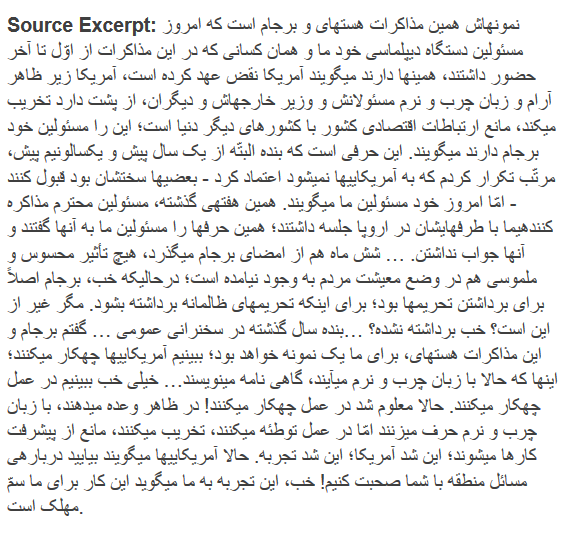 Source Excerpt: نمونهاش همین مذاکرات هستهای و برجام است که امروز
مسئولین دستگاه دیپلماسی خود ما و همان کسانی که در این مذاکرات از اوّل تا آخر
حضور داشتند، همینها دارند میگویند آمریکا نقض عهد کرده است، آمریکا زیر ظاهر
آرام و زبان چرب و نرم مسئولانش و وزیر خارجهاش و دیگران، از پشت دارد تخریب
میکند، مانع ارتباطات اقتصادی کشور با کشورهای دیگر دنیا است؛ این را مسئولین خود
برجام دارند میگویند. این حرفی است که بنده البتّه از یک سال پیش و یکسالونیم پیش،
مرتّب تکرار کردم که به آمریکاییها نمیشود اعتماد کرد - بعضیها سختشان بود قبول کنند
- امّا امروز خود مسئولین ما میگویند. همین هفتهی گذشته، مسئولین محترم مذاکره
کنندهیما با طرفهایشان در اروپا جلسه داشتند؛ همین حرفها را مسئولین ما به آنها گفتند و
آنها جواب نداشتن. … شش ماه هم از امضای برجام میگذرد، هیچ تأثیر محسوس و
ملموسی هم در وضع معیشت مردم به وجود نیامده است؛ درحالیکه خب، برجام اصلاً
برای برداشتن تحریمها بود؛ برای اینکه تحریمهای ظالمانه برداشته بشود. مگر غیر از
این است؟ خب برداشته نشده؟ …بنده سال گذشته در سخنرانی عمومی … گفتم برجام و
این مذاکرات هستهای، برای ما یک نمونه خواهد بود؛ ببینیم آمریکاییها چهکار میکنند؛
اینها که حالا با زبان چرب و نرم میآیند، گاهی نامه مینویسند… خیلی خب ببینیم در عمل
چهکار میکنند. حالا معلوم شد در عمل چهکار میکنند! در ظاهر وعده میدهند، با زبان
چرب و نرم حرف میزنند امّا در عمل توطئه میکنند، تخریب میکنند، مانع از پیشرفت
کارها میشوند؛ این شد آمریکا؛ این شد تجربه. حالا آمریکاییها میگویند بیایید دربارهی
مسائل منطقه با شما صحبت کنیم! خب، این تجربه به ما میگوید این کار برای ما سمّ
مهلک است.